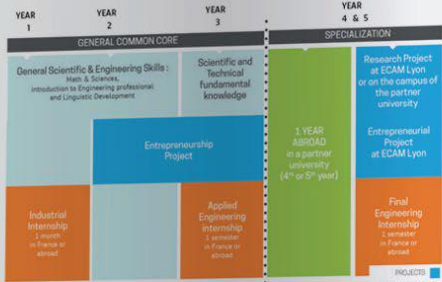 YEAR
1
YEAR
2
YEAR
3
YEAR
4 & 5
GENERAL COMMON CORE
SPECIALIZATION
General Scientific & Engineering Skills :
Math & Sciences,
introduction to Engineering professional
and Linguistic Development
Scientific and
Technical
fundamental
knowledge
Entrepreneurship
Project
Industrial
Internship
1 month
in France or
abroad
Applied
Engineering
internship
1 semester
in France or
abroad
1 YEAR
ABROAD
in a partner
university
(4th or 5th year)
Research Project
at ECAM Lyon
or on the campus of
the partner
university
Entrepreneurial
Project
at ECAM Lyon
Final
Engineering
Internship
1 semester
in France or
abroad
PROJECTS